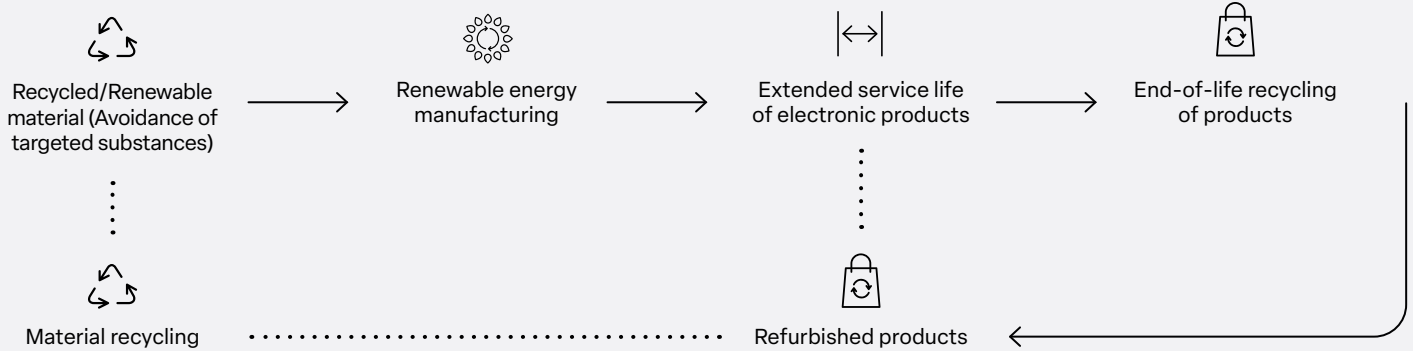 Recycled/Renewable
material (Avoidance of
targeted substances)
Renewable energy
manufacturing
Extended service life
of electronic products
End-of-life recycling
of products
Material recycling
Refurbished products